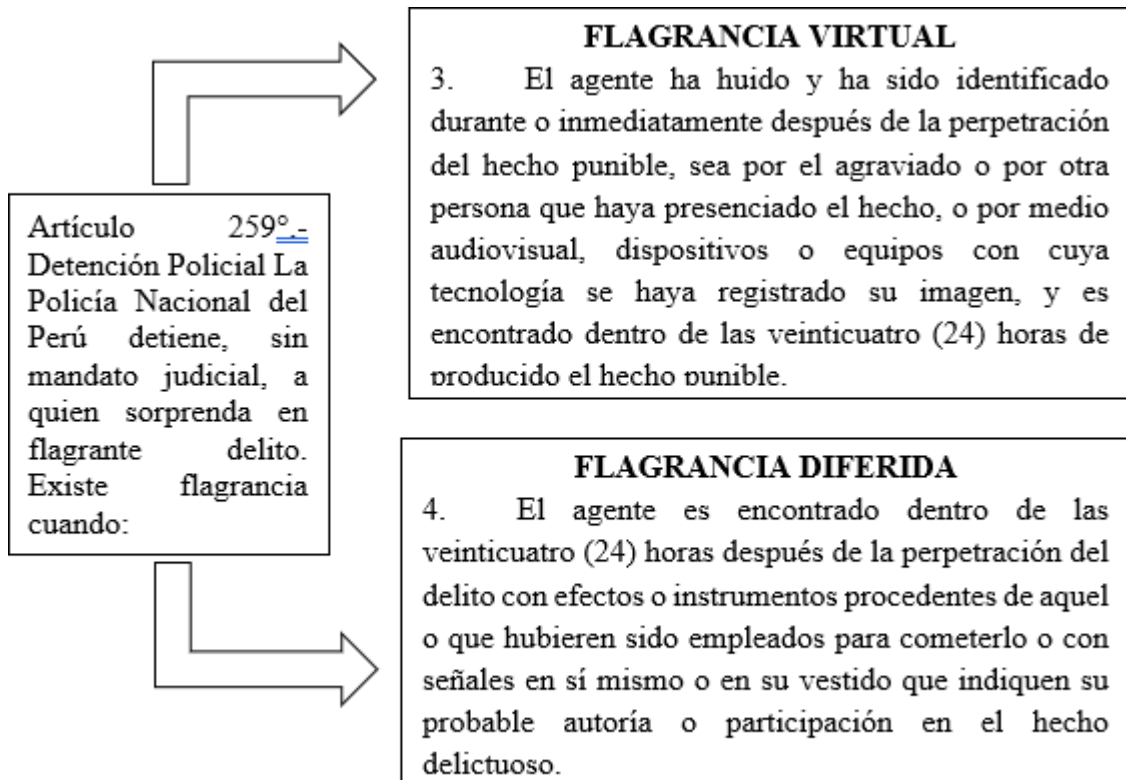 FLAGRANCIA VIRTUAL
3. El agente ha huido y ha sido identificado
durante o inmediatamente después de la perpetración
del hecho punible, sea por el agraviado o por otra
persona que haya presenciado el hecho, o por medio
audiovisual, dispositivos o equipos con cuya
tecnología se haya registrado su imagen, y es
encontrado dentro de las veinticuatro (24) horas de
producido el hecho punible.
Artículo 259°.-
Detención Policial La
Policía Nacional del
Perú detiene, sin
mandato judicial, a
quien sorprenda en
flagrante delito.
Existe flagrancia
cuando:
FLAGRANCIA DIFERIDA
4. El agente es encontrado dentro de las
veinticuatro (24) horas después de la perpetración del
delito con efectos o instrumentos procedentes de aquel
o que hubieren sido empleados para cometerlo o con
señales en sí mismo o en su vestido que indiquen su
probable autoría o participación en el hecho
delictuoso.